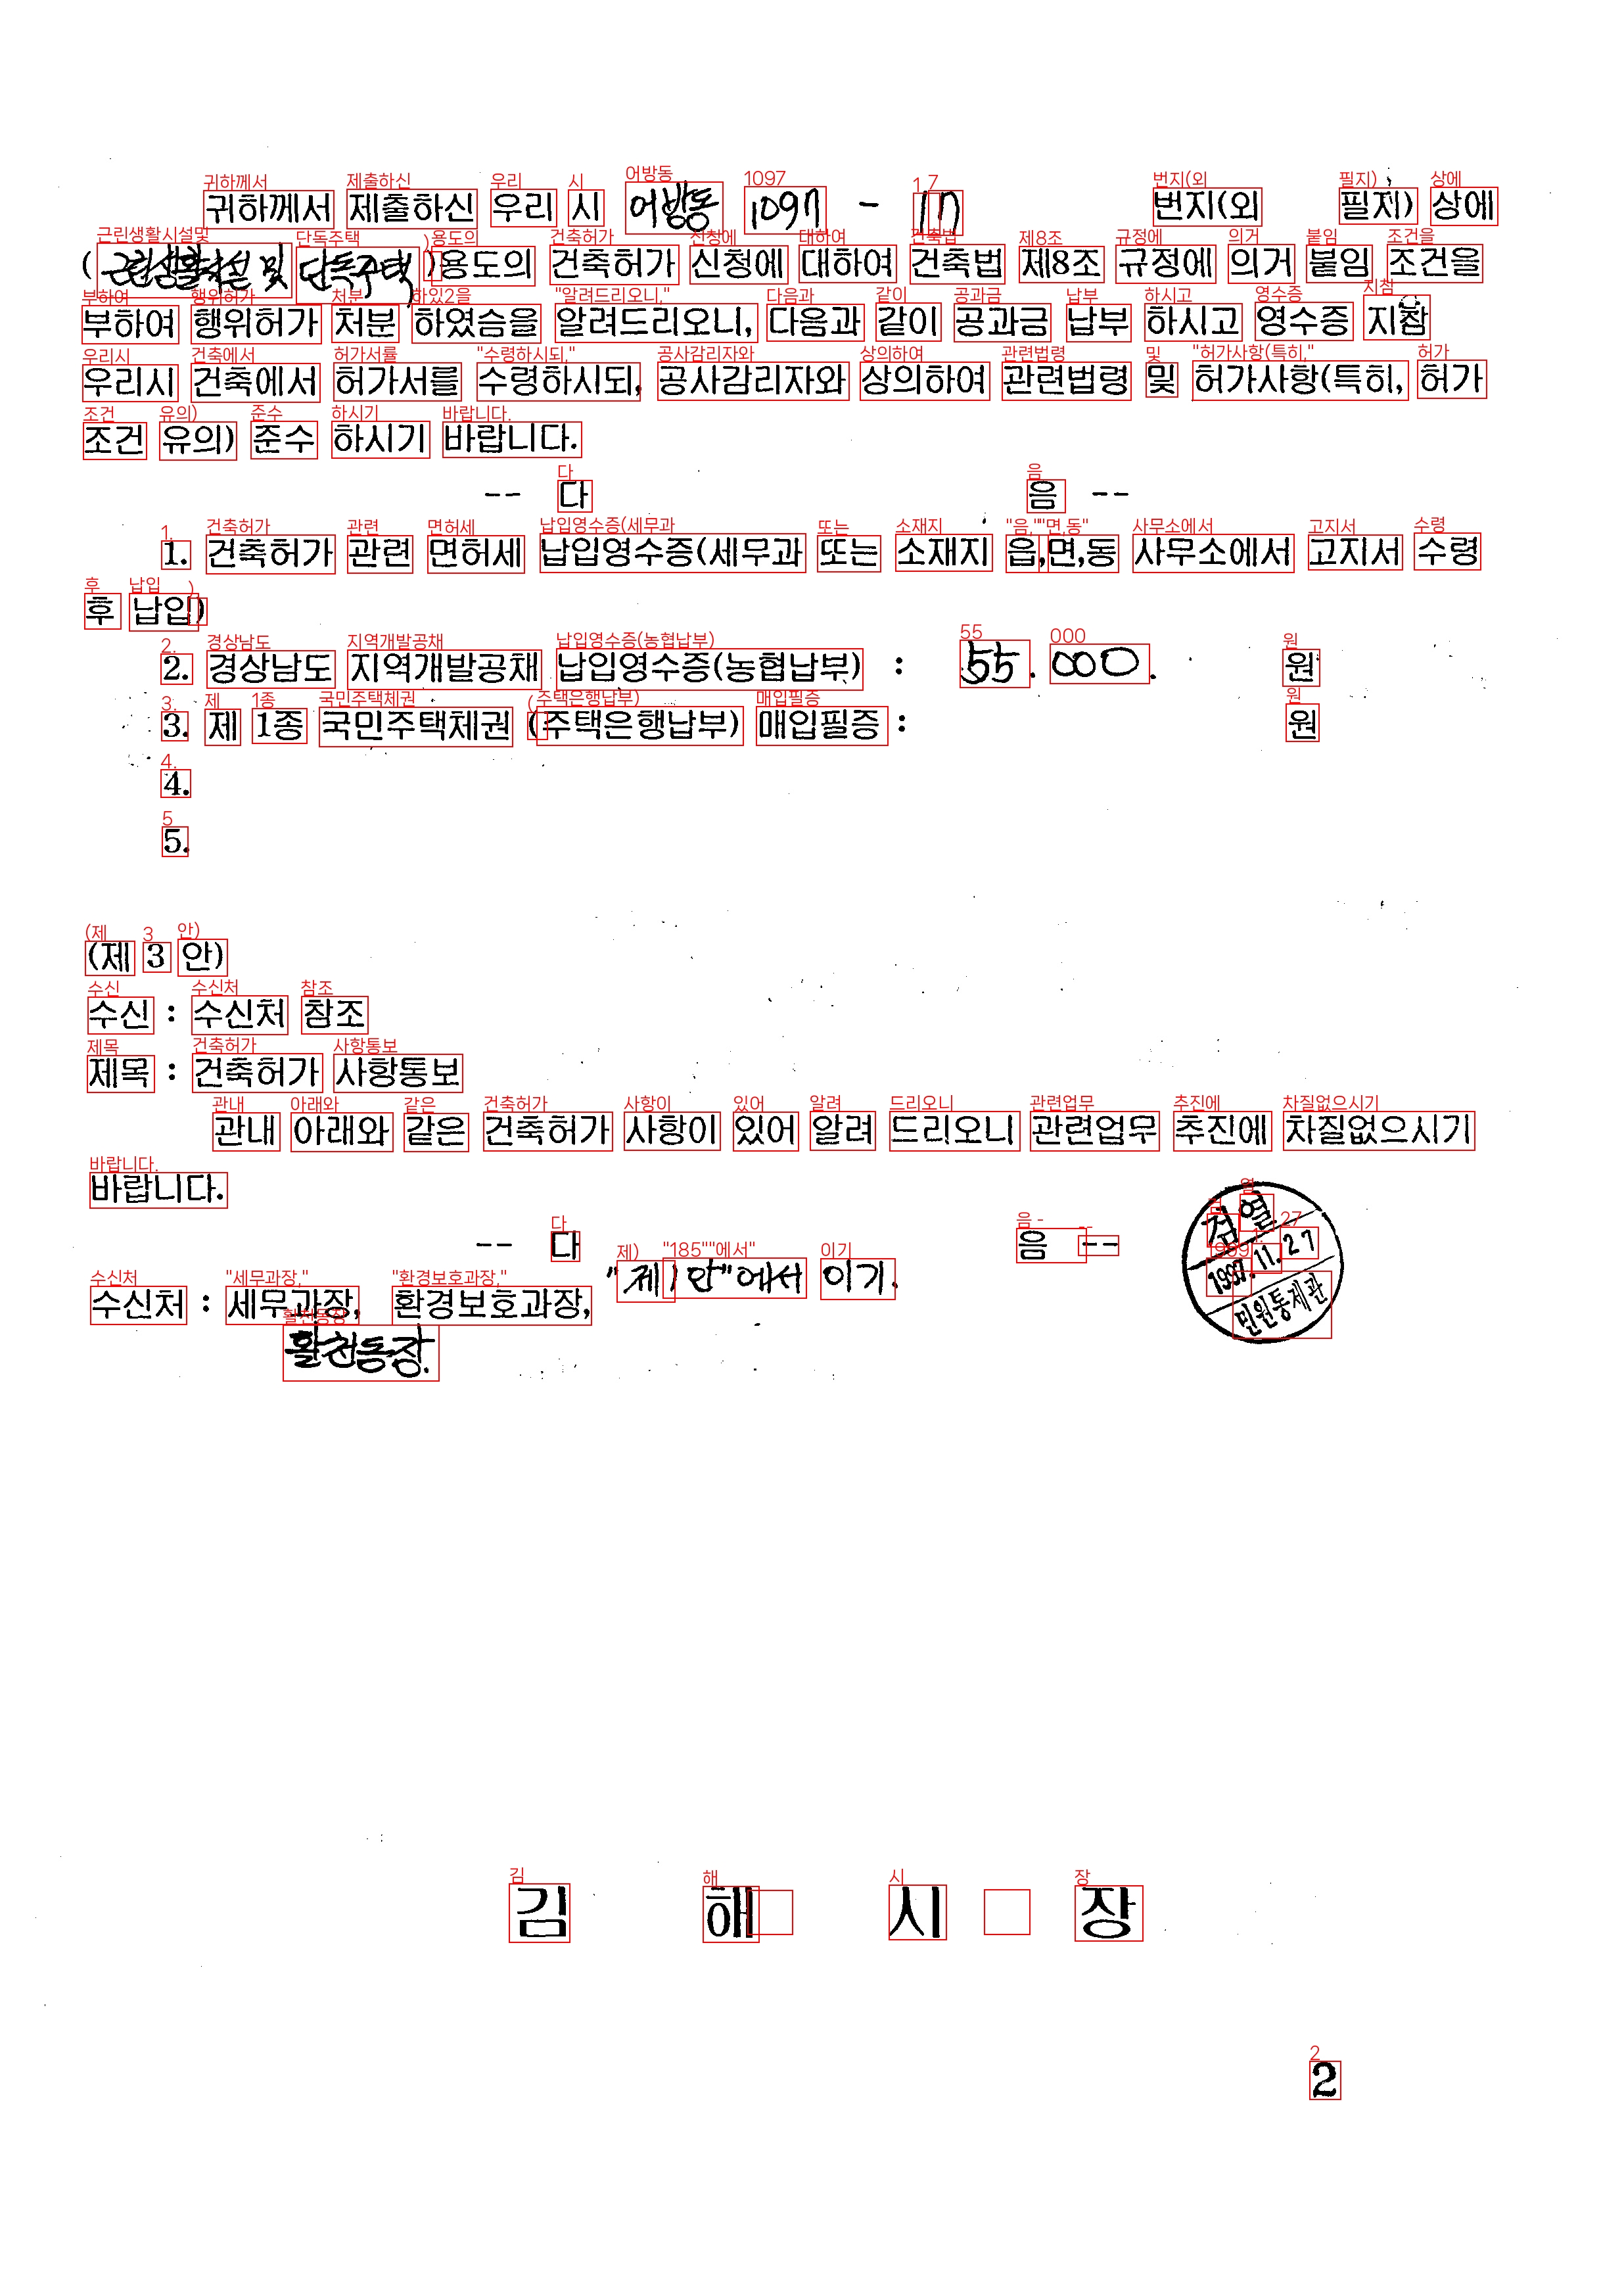 귀하께서 제출하신 우리 시 어방동 1097 - 17 번지(외 필지) 상에
(근린생활시설 및 단독주택)용도의 건축허가 신청에 대하여 건축법 제8조 규정에 의거 붙임 조건을
부하여 행위허가 처분 하였슴을 알려드리오니, 다음과 같이 공과금 납부 하시고 영수증 지참
우리시 건축에서 허가서를 수령하시되, 공사감리자와 상의하여 관련법령 및 허가사항(특히, 허가
조건 유의) 준수 하시기 바랍니다.
-- 다 음 --
1. 건축허가 관련 면허세 납입영수증(세무과 또는 소재지 읍,면,동 사무소에서 고지서 수령
후 납입)
2. 경상남도 지역개발공채 납입영수증(농협납부) : 55.000. 원
3. 제 1종 국민주택채권 (주택은행납부) 매입필증 : 원
4.
5.
(제 3 안)
수신 : 수신처 참조
제목 : 건축허가 사항통보
관내 아래와 같은 건축허가 사항이 있어 알려 드리오니 관련업무 추진에 차질없으시기
바랍니다.
-- 다 음 --
"제1안"에서 이기.
수신처 : 세무과장, 환경보호과장,
활천동장.
검열
1997.11.27
민원통제관
김 해 시 장
2